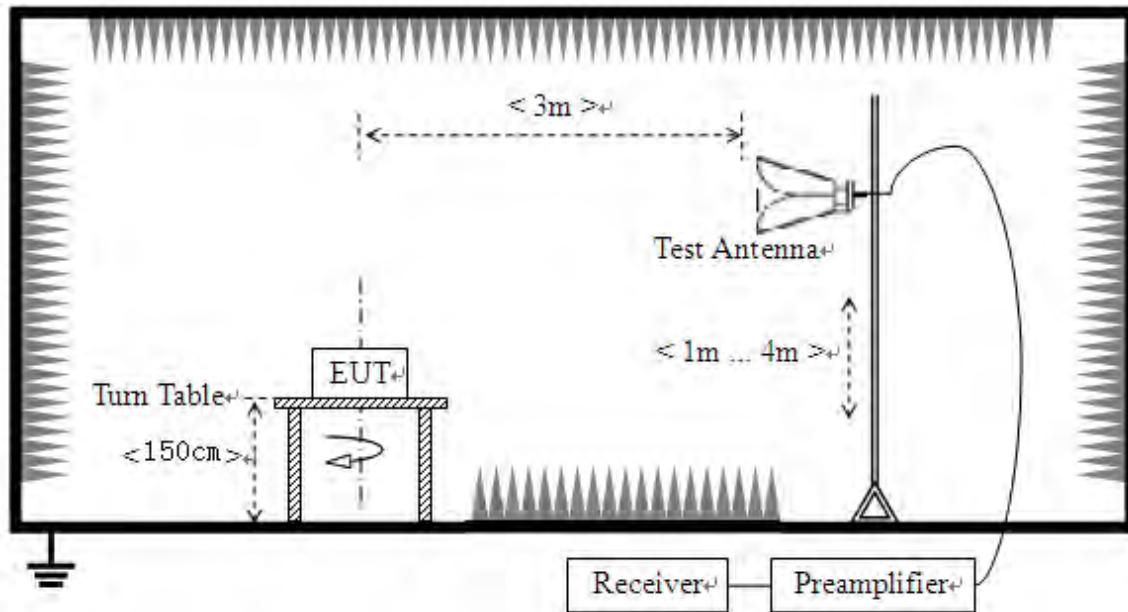 < 3m >
Test Antenna
< 1m ... 4m >
EUT
Turn Table
<150cm>
Receiver
Preamplifier